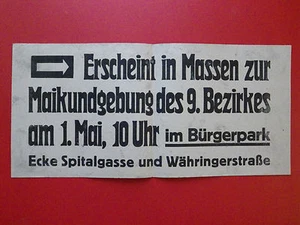 Erscheint in Massen zur
Maikundgebung des 9. Bezirkes
am 1. Mai, 10 Uhr im Bürgerpark
Ecke Spitalgasse und Währingerstraße